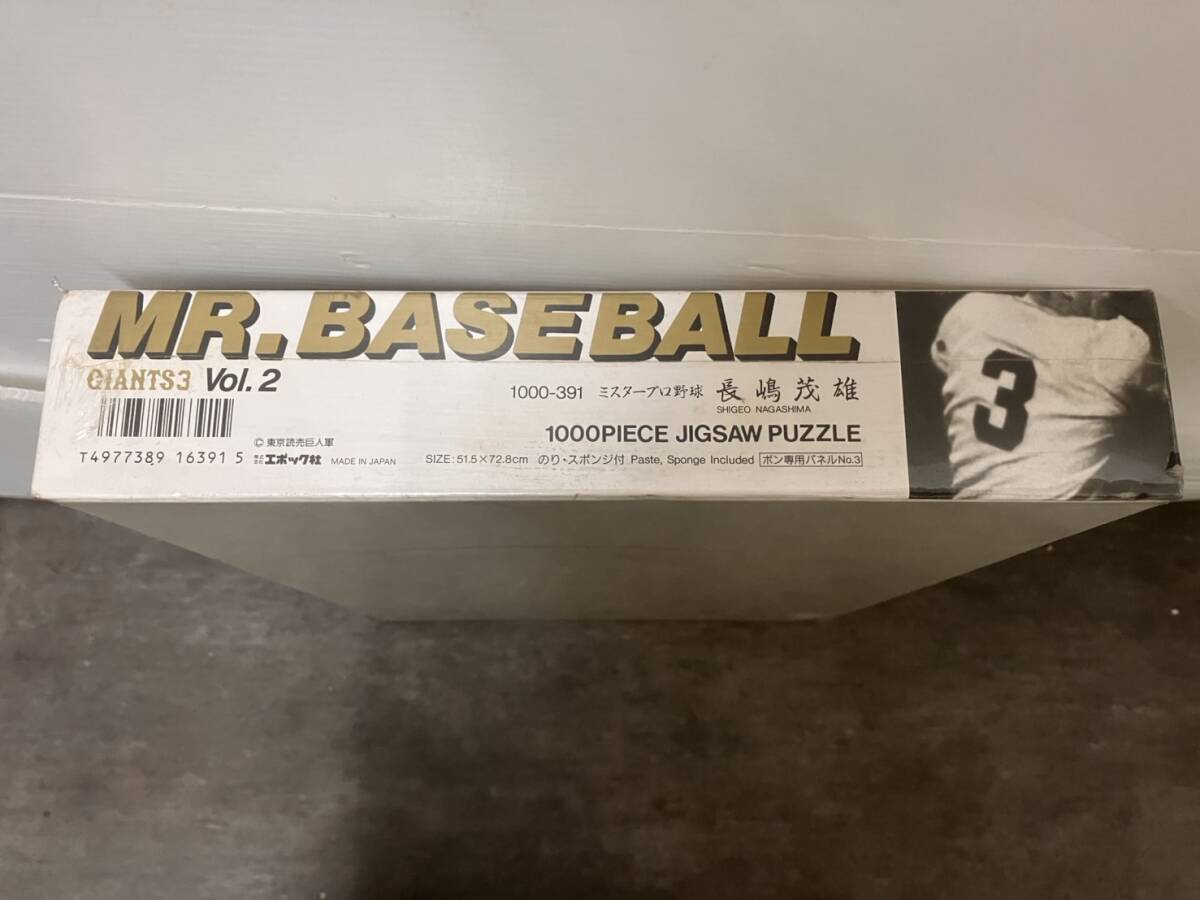 MR. BASEBALL
GIANTS 3 Vol. 2
1000-391 ミスタープロ野球 長嶋茂雄
SHIGEO NAGASHIMA
1000PIECE JIGSAW PUZZLE
©東京読売巨人軍
T4977389 16391 5 株式会社 エポック社 MADE IN JAPAN
SIZE: 51.5×72.8cm のり・スポンジ付 Paste, Sponge Included ポン専用パネルNo.3
3